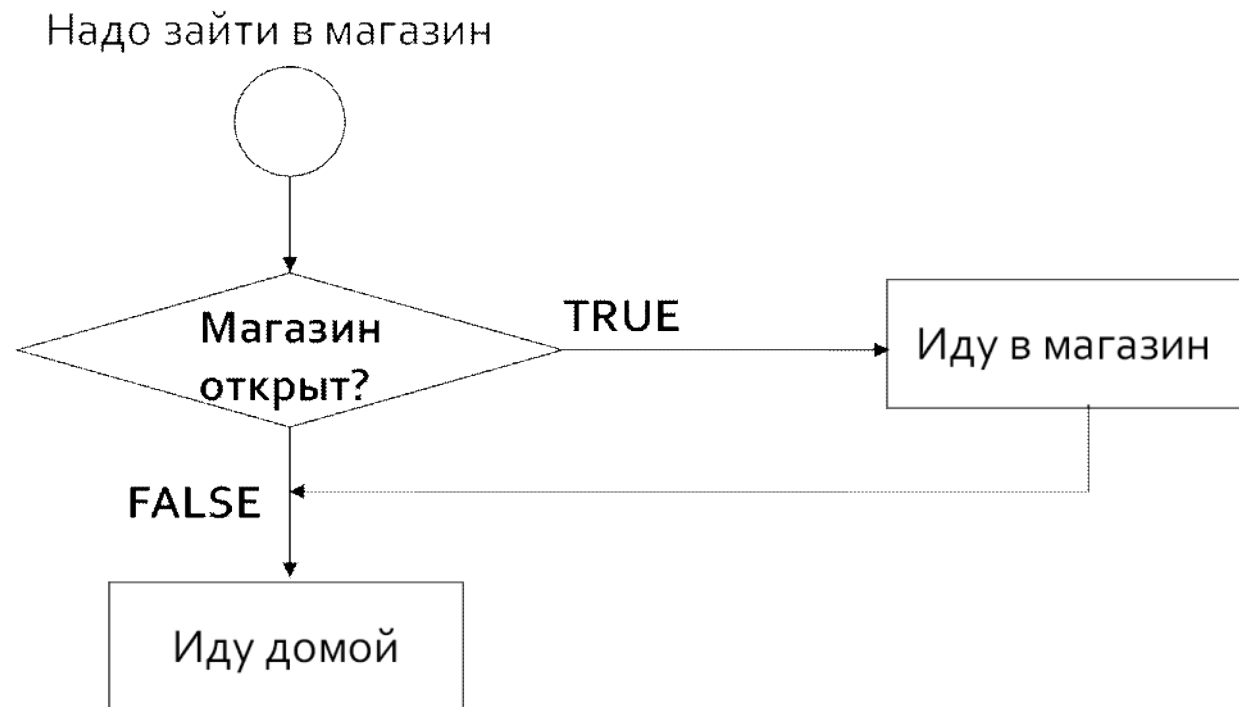 Надо зайти в магазин
Магазин
открыт?
TRUE
Иду в магазин
FALSE
Иду домой